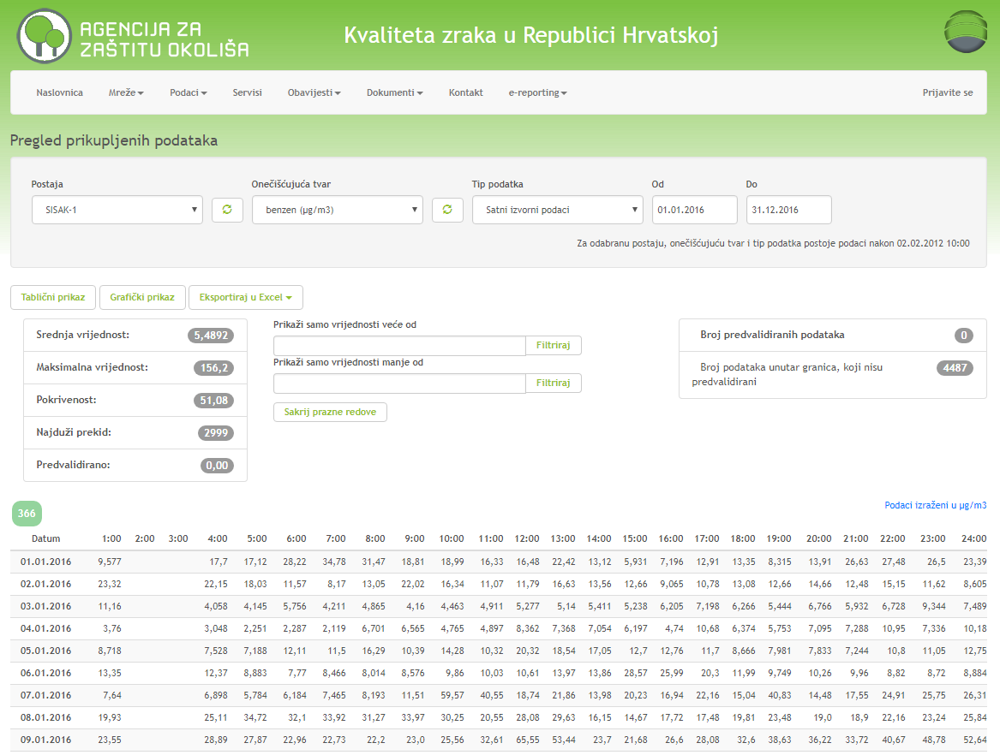 AGENCIJA ZA
ZAŠTITU OKOLIŠA
Kvaliteta zraka u Republici Hrvatskoj
Naslovnica Mreže Podaci Servisi Obavijesti Dokumenti Kontakt e-reporting Prijavite se
Pregled prikupljenih podataka
Postaja Onečišćujuća tvar Tip podatka Od Do
SISAK-1 benzen (µg/m3) Satni izvorni podaci 01.01.2016 31.12.2016
Za odabranu postaju, onečišćujuću tvar i tip podatka postoje podaci nakon 02.02.2012 10:00
Tablični prikaz Grafički prikaz Eksportiraj u Excel
Srednja vrijednost: 5,4892
Maksimalna vrijednost: 156,2
Pokrivenost: 51,08
Najduži prekid: 2999
Predvalidirano: 0,00
Prikaži samo vrijednosti veće od
Filtriraj
Prikaži samo vrijednosti manje od
Filtriraj
Sakrij prazne redove
Broj predvalidiranih podataka 0
Broj podataka unutar granica, koji nisu 4487
predvalidirani
366
Podaci izraženi u µg/m3
Datum 1:00 2:00 3:00 4:00 5:00 6:00 7:00 8:00 9:00 10:00 11:00 12:00 13:00 14:00 15:00 16:00 17:00 18:00 19:00 20:00 21:00 22:00 23:00 24:00
01.01.2016 9,577 17,7 17,12 28,22 34,78 31,47 18,81 18,99 16,33 16,48 22,42 13,12 5,931 7,196 12,91 13,35 8,315 13,91 26,63 27,48 26,5 23,39
02.01.2016 23,32 22,15 18,03 11,57 8,17 13,05 22,02 16,34 11,07 11,79 16,63 13,56 12,66 9,065 10,78 13,08 12,66 14,66 12,48 15,15 11,62 8,605
03.01.2016 11,16 4,058 4,145 5,756 4,211 4,865 4,16 4,463 4,911 5,277 5,14 5,411 5,238 6,205 7,198 6,266 5,444 6,766 5,932 6,728 9,344 7,489
04.01.2016 3,76 3,048 2,251 2,287 2,119 6,701 6,565 4,765 4,897 8,362 7,368 7,054 6,197 4,74 10,68 6,374 5,753 7,095 7,288 10,95 7,336 10,18
05.01.2016 8,718 7,528 7,188 12,11 11,5 16,29 10,39 14,28 10,32 20,32 18,54 17,05 12,7 12,76 11,7 8,666 7,981 7,833 7,244 10,8 11,05 12,75
06.01.2016 13,35 12,37 8,883 7,77 8,466 8,014 8,576 9,86 10,03 10,61 13,97 13,86 28,57 25,99 20,3 11,99 9,749 10,26 9,96 8,82 8,72 8,884
07.01.2016 7,64 6,898 5,784 6,184 7,465 8,193 11,51 59,57 40,55 18,74 21,86 13,98 20,23 16,94 22,16 15,04 40,83 14,48 17,55 24,91 25,75 26,31
08.01.2016 19,93 25,11 34,72 32,1 33,92 31,27 33,97 30,25 20,55 28,08 29,63 16,15 14,67 17,72 17,48 19,81 23,48 19,0 18,9 22,16 23,24 25,84
09.01.2016 23,55 28,89 27,87 22,96 22,73 22,2 23,0 25,56 32,61 65,55 53,44 23,7 21,68 26,6 28,08 32,6 38,63 36,22 33,72 40,67 48,78 52,64